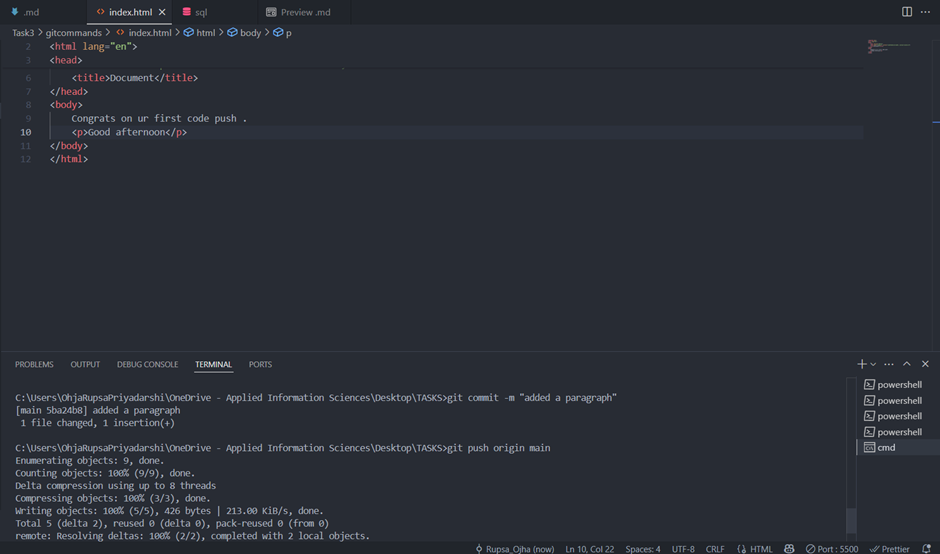 .md index.html sql Preview .md
Task3 > gitcommands > index.html > html > body > p
2 <html lang="en">
3 <head>
6 <title>Document</title>
7 </head>
8 <body>
9 Congrats on ur first code push .
10 <p>Good afternoon</p>
11 </body>
12 </html>
PROBLEMS OUTPUT DEBUG CONSOLE TERMINAL PORTS
C:\Users\OhjaRupsaPriyadarshi\OneDrive - Applied Information Sciences\Desktop\TASKS>git commit -m "added a paragraph"
[main 5ba24b8] added a paragraph
1 file changed, 1 insertion(+)
C:\Users\OhjaRupsaPriyadarshi\OneDrive - Applied Information Sciences\Desktop\TASKS>git push origin main
Enumerating objects: 9, done.
Counting objects: 100% (9/9), done.
Delta compression using up to 8 threads
Compressing objects: 100% (3/3), done.
Writing objects: 100% (5/5), 426 bytes | 213.00 KiB/s, done.
Total 5 (delta 2), reused 0 (delta 0), pack-reused 0 (from 0)
remote: Resolving deltas: 100% (2/2), completed with 2 local objects.
powershell
powershell
powershell
powershell
cmd
Rupsa_Ojha (now) Ln 10, Col 22 Spaces: 4 UTF-8 CRLF HTML Port : 5500 Prettier